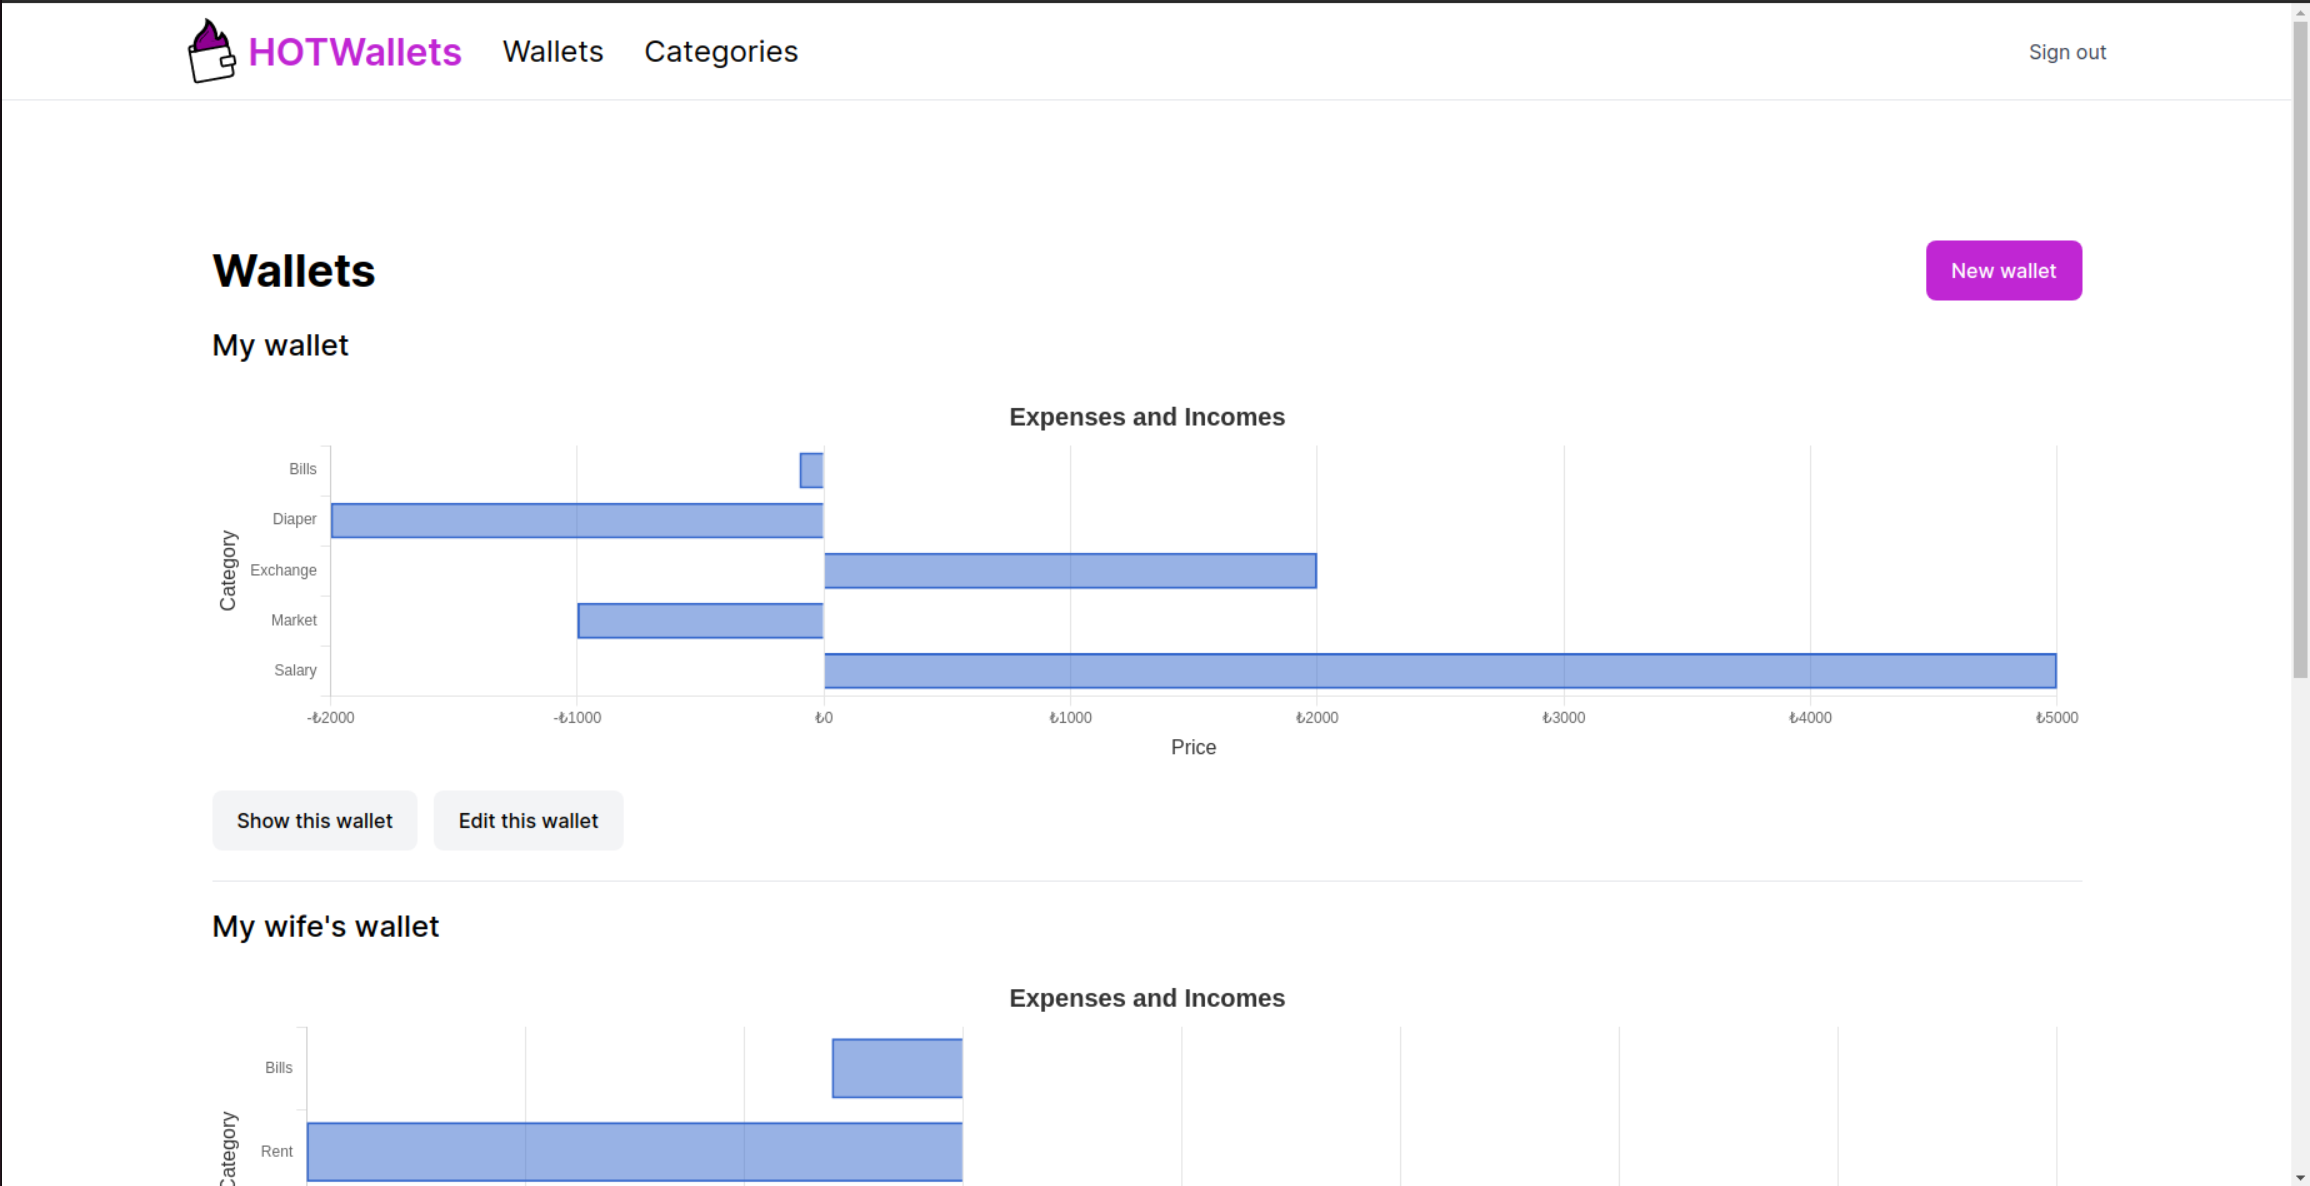 HOTWallets Wallets Categories Sign out
Wallets New wallet
My wallet
Expenses and Incomes
Category
Bills
Diaper
Exchange
Market
Salary
-₺2000 -₺1000 ₺0 ₺1000 ₺2000 ₺3000 ₺4000 ₺5000
Price
Show this wallet Edit this wallet
My wife's wallet
Expenses and Incomes
Category
Bills
Rent